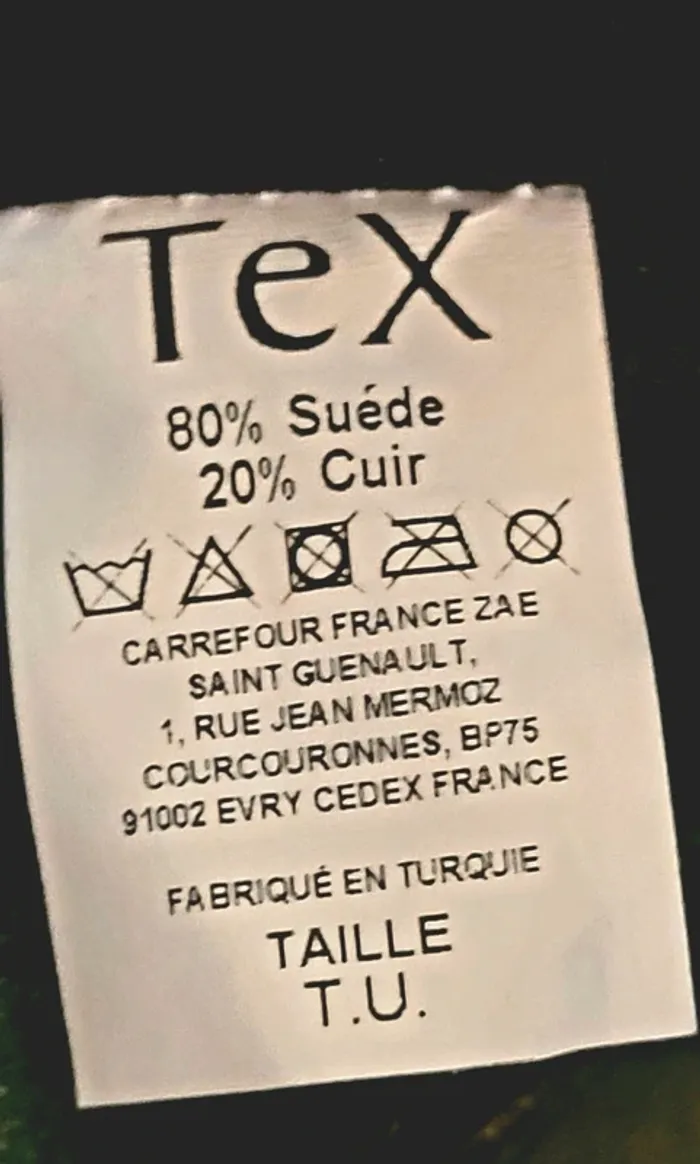 TeX
80% Suéde
20% Cuir
CARREFOUR FRANCE ZAE
SAINT GUENAULT,
1, RUE JEAN MERMOZ
COURCOURONNES, BP75
91002 EVRY CEDEX FRANCE
FABRIQUÉ EN TURQUIE
TAILLE
T.U.